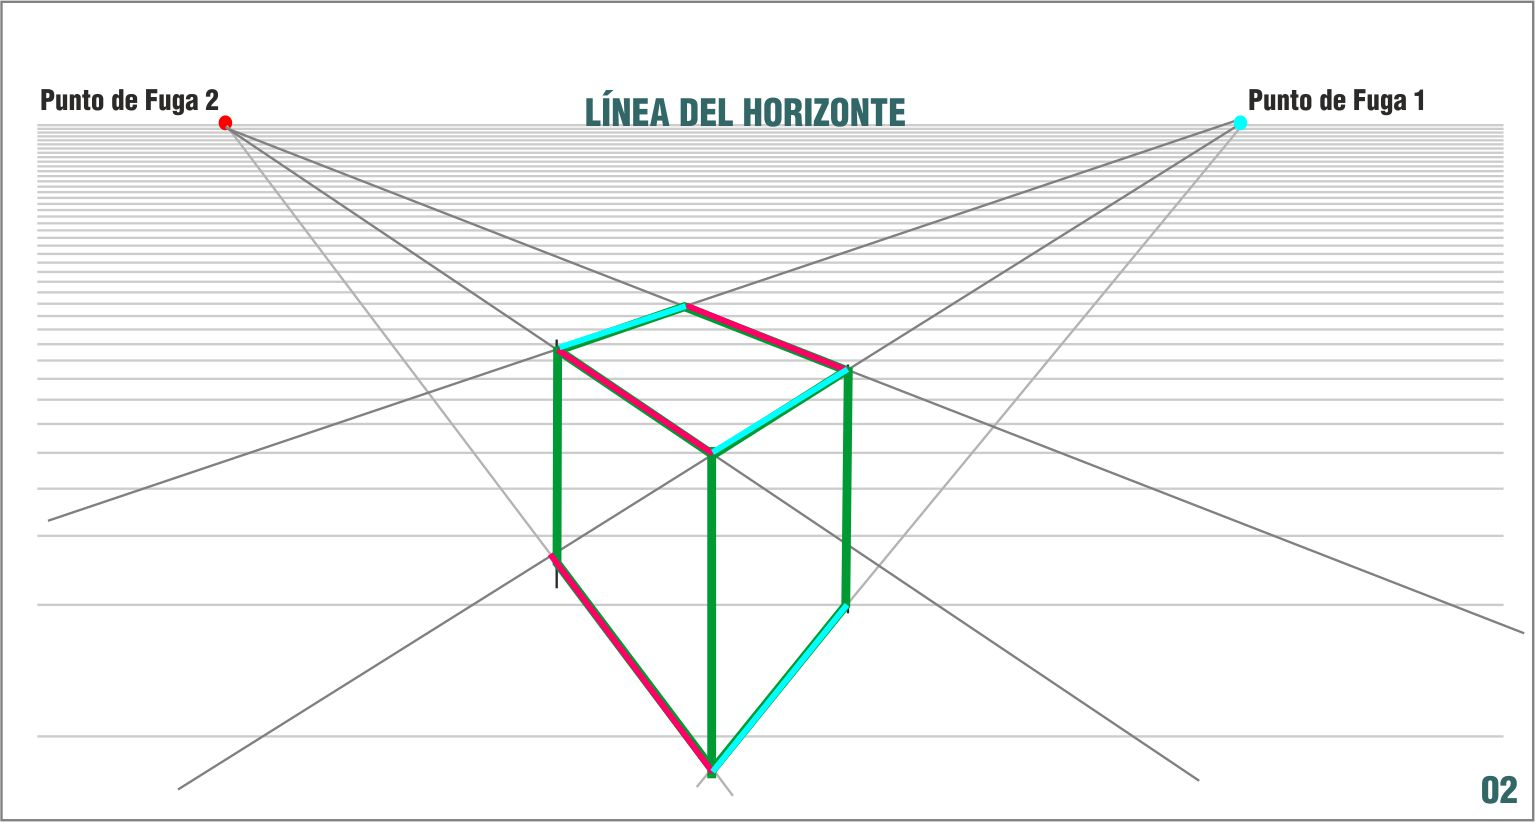 Punto de Fuga 2
LÍNEA DEL HORIZONTE
Punto de Fuga 1
02